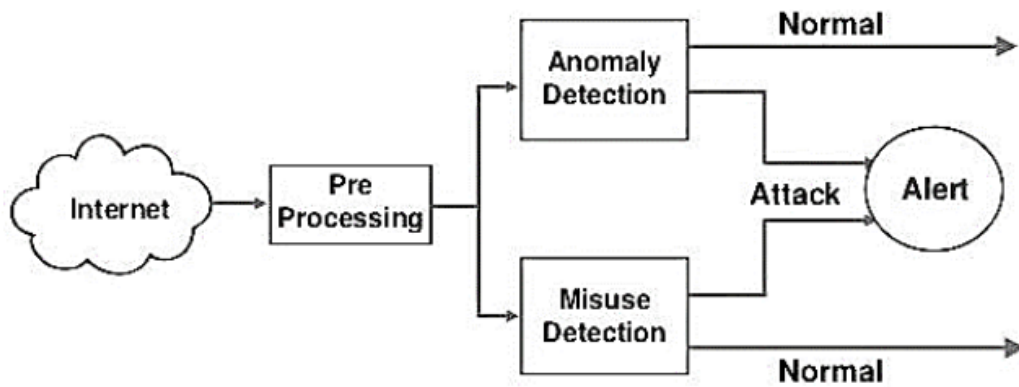 Normal
Anomaly
Detection
Internet
Pre
Processing
Attack
Alert
Misuse
Detection
Normal